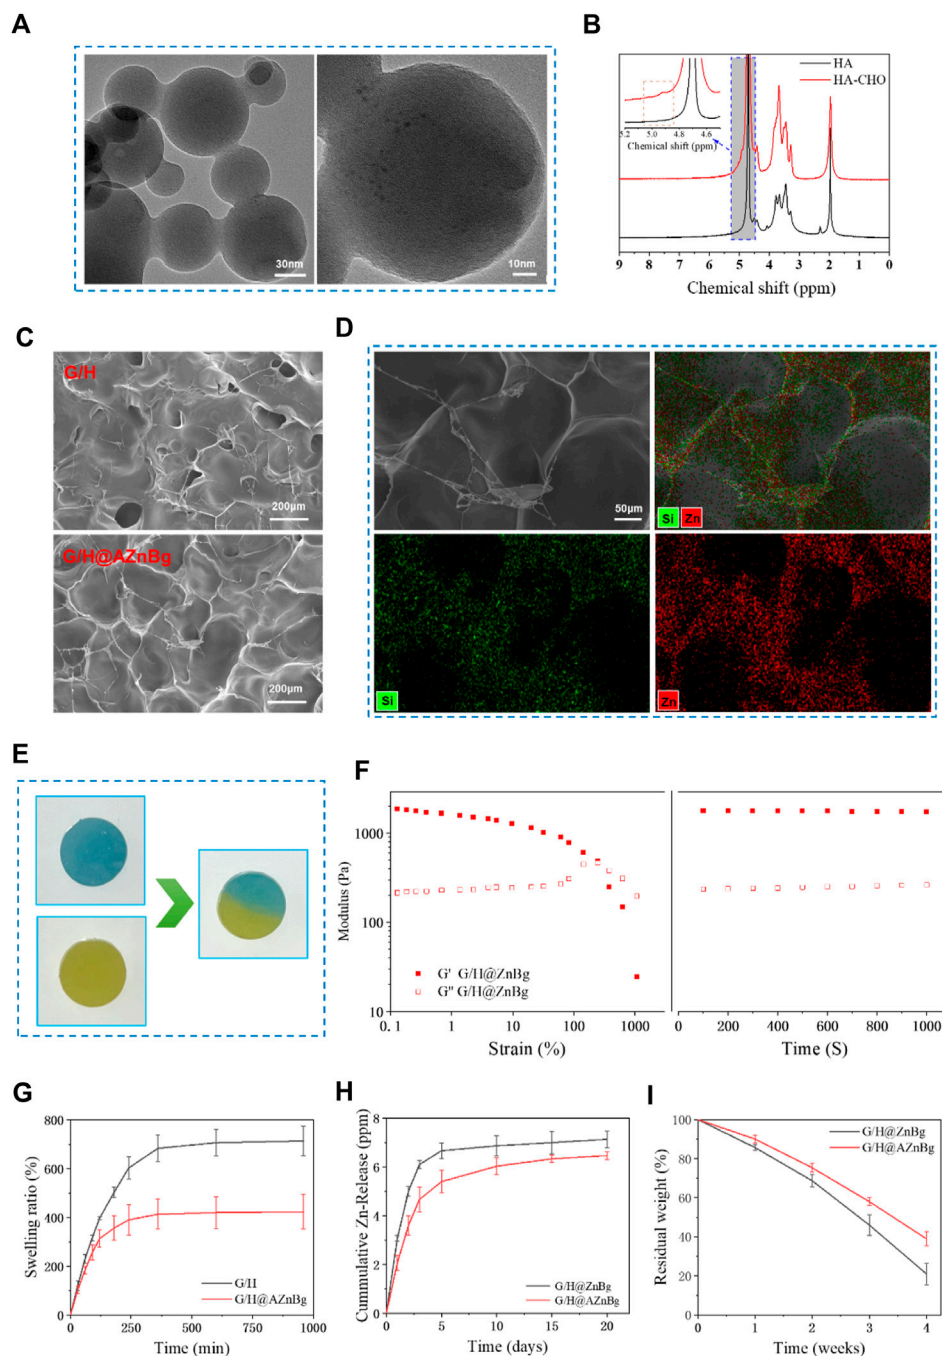 A
30nm
10nm
B
HA
HA-CHO
5.2 5.0 4.8 4.6
Chemical shift (ppm)
9 8 7 6 5 4 3 2 1 0
Chemical shift (ppm)
C
G/H
200μm
G/H@AZnBg
200μm
D
50μm
Si Zn
Si
Zn
E
F
Modulus (Pa)
1000
100
10
G' G/H@ZnBg
G" G/H@ZnBg
0.1 1 10 100 1000
Strain (%)
0 200 400 600 800 1000
Time (S)
G
Swelling ratio (%)
800
600
400
200
0
G/H
G/H@AZnBg
0 250 500 750 1000
Time (min)
H
Cummulative Zn-Release (ppm)
8
7
6
5
4
3
2
1
0
G/H@ZnBg
G/H@AZnBg
0 5 10 15 20
Time (days)
I
Residual weight (%)
100
80
60
40
20
0
G/H@ZnBg
G/H@AZnBg
0 1 2 3 4
Time (weeks)